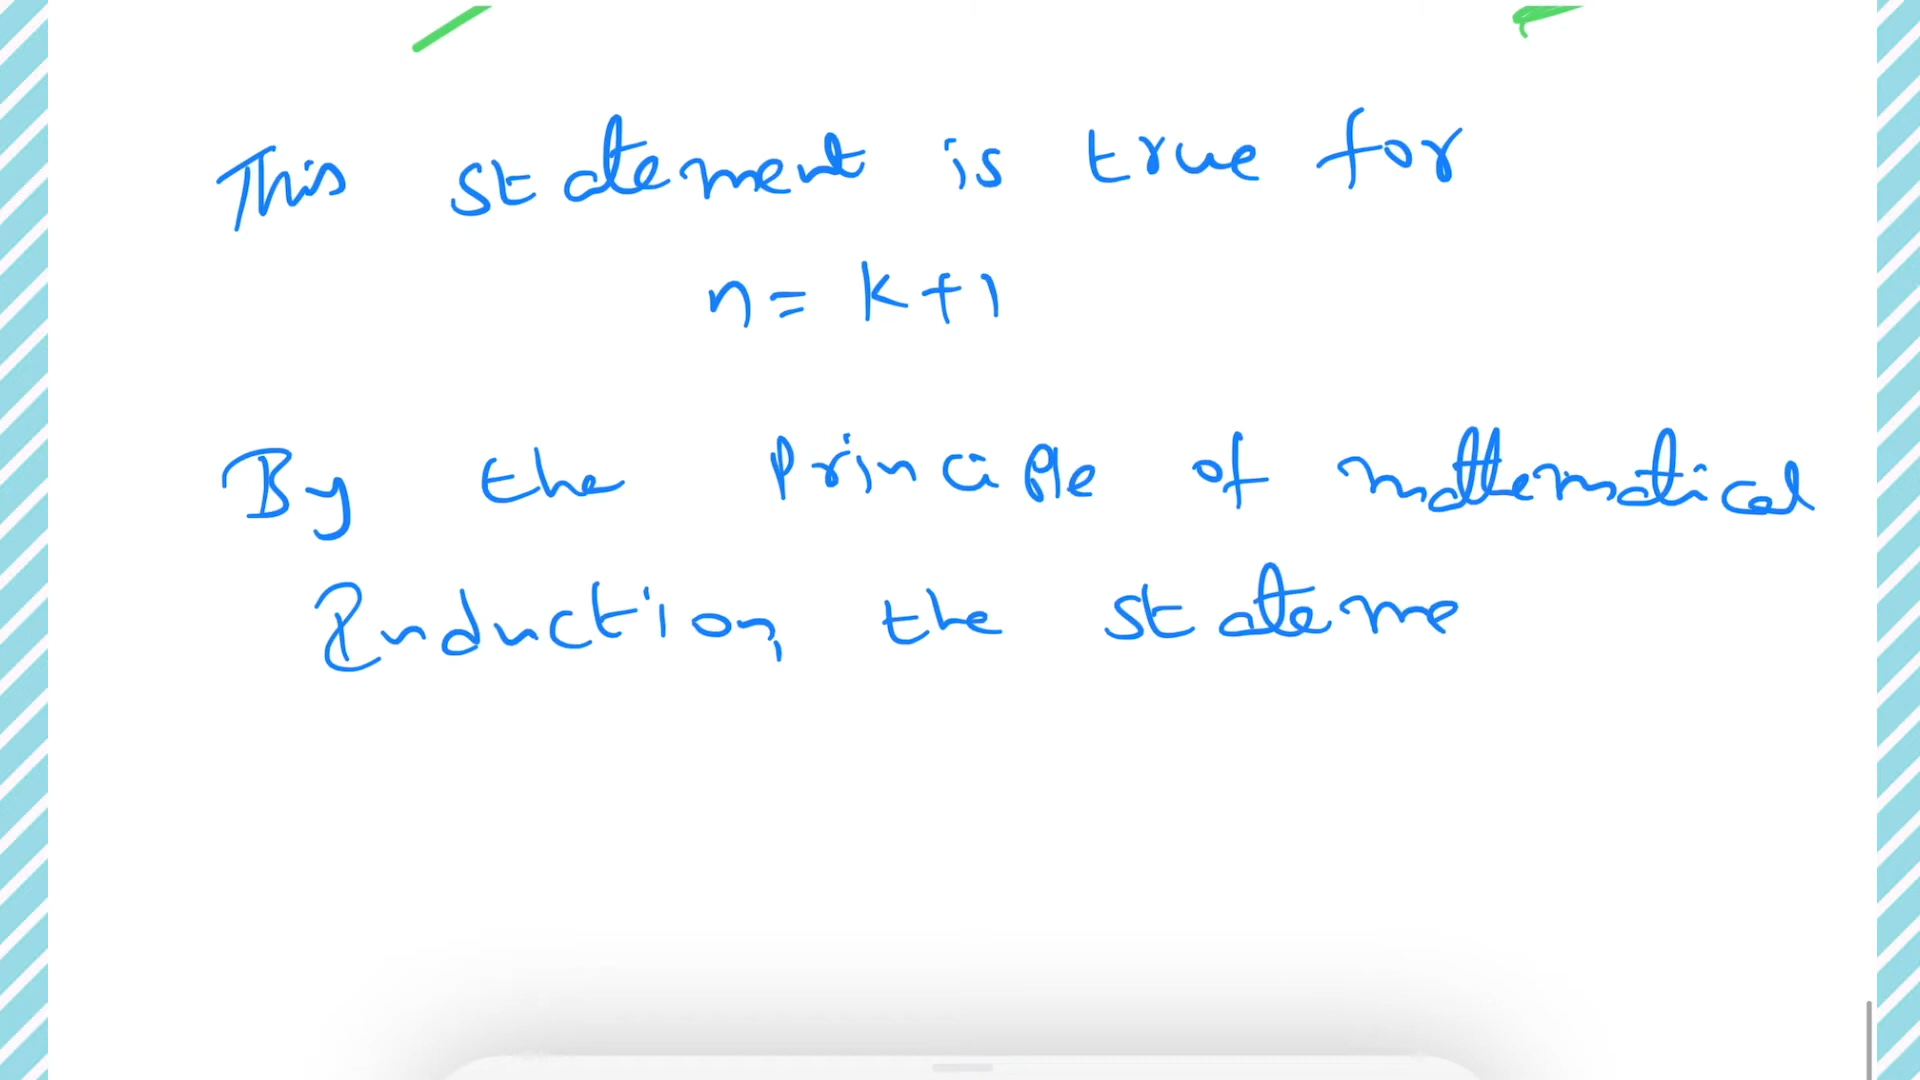 This statement is true for
n = k+1
By the Principle of mathematical
Induction, the stateme